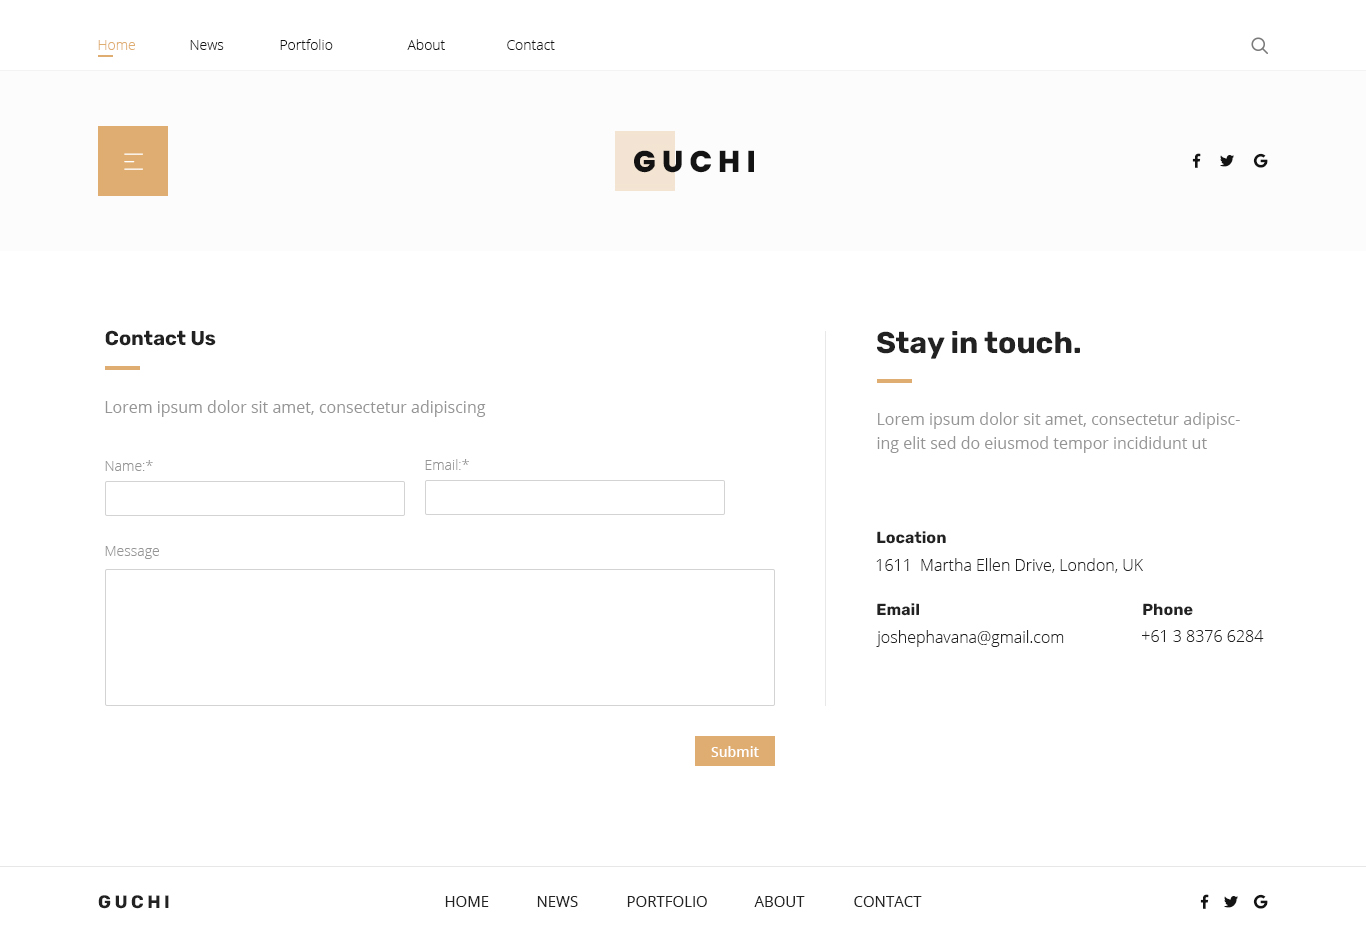 Home News Portfolio About Contact
GUCHI
Contact Us
Lorem ipsum dolor sit amet, consectetur adipiscing
Name:* Email:*
Message
Submit
Stay in touch.
Lorem ipsum dolor sit amet, consectetur adipisc-
ing elit sed do eiusmod tempor incididunt ut
Location
1611 Martha Ellen Drive, London, UK
Email Phone
joshephavana@gmail.com +61 3 8376 6284
GUCHI HOME NEWS PORTFOLIO ABOUT CONTACT